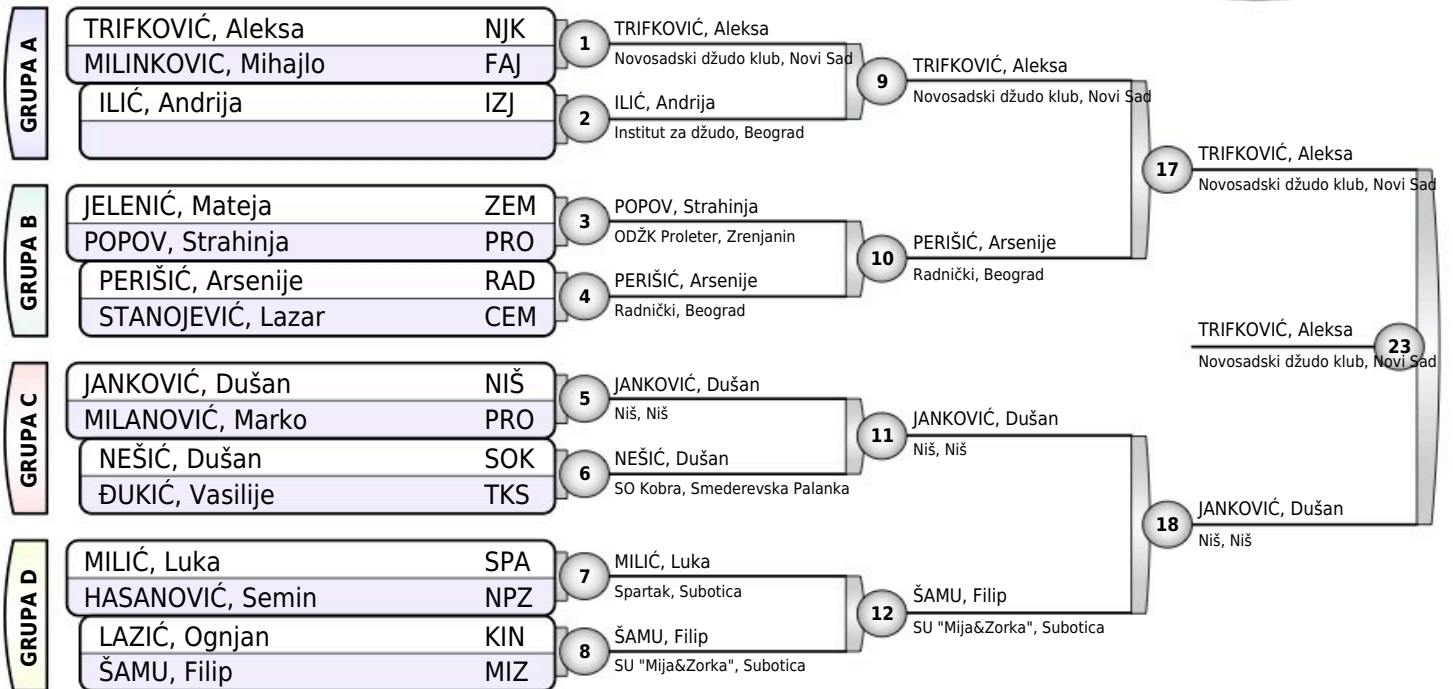 GRUPA A
TRIFKOVIĆ, Aleksa NJK
MILINKOVIC, Mihajlo FAJ
ILIĆ, Andrija IZJ
GRUPA B
JELENIĆ, Mateja ZEM
POPOV, Strahinja PRO
PERIŠIĆ, Arsenije RAD
STANOJEVIĆ, Lazar CEM
GRUPA C
JANKOVIĆ, Dušan NIŠ
MILANOVIĆ, Marko PRO
NEŠIĆ, Dušan SOK
ĐUKIĆ, Vasilije TKS
GRUPA D
MILIĆ, Luka SPA
HASANOVIĆ, Semin NPZ
LAZIĆ, Ognjan KIN
ŠAMU, Filip MIZ
1
TRIFKOVIĆ, Aleksa
Novosadski džudo klub, Novi Sad
2
ILIĆ, Andrija
Institut za džudo, Beograd
3
POPOV, Strahinja
ODŽK Proleter, Zrenjanin
4
PERIŠIĆ, Arsenije
Radnički, Beograd
5
JANKOVIĆ, Dušan
Niš, Niš
6
NEŠIĆ, Dušan
SO Kobra, Smederevska Palanka
7
MILIĆ, Luka
Spartak, Subotica
8
ŠAMU, Filip
SU "Mija&Zorka", Subotica
9
TRIFKOVIĆ, Aleksa
Novosadski džudo klub, Novi Sad
10
PERIŠIĆ, Arsenije
Radnički, Beograd
11
JANKOVIĆ, Dušan
Niš, Niš
12
ŠAMU, Filip
SU "Mija&Zorka", Subotica
17
TRIFKOVIĆ, Aleksa
Novosadski džudo klub, Novi Sad
18
JANKOVIĆ, Dušan
Niš, Niš
TRIFKOVIĆ, Aleksa
23
Novosadski džudo klub, Novi Sad